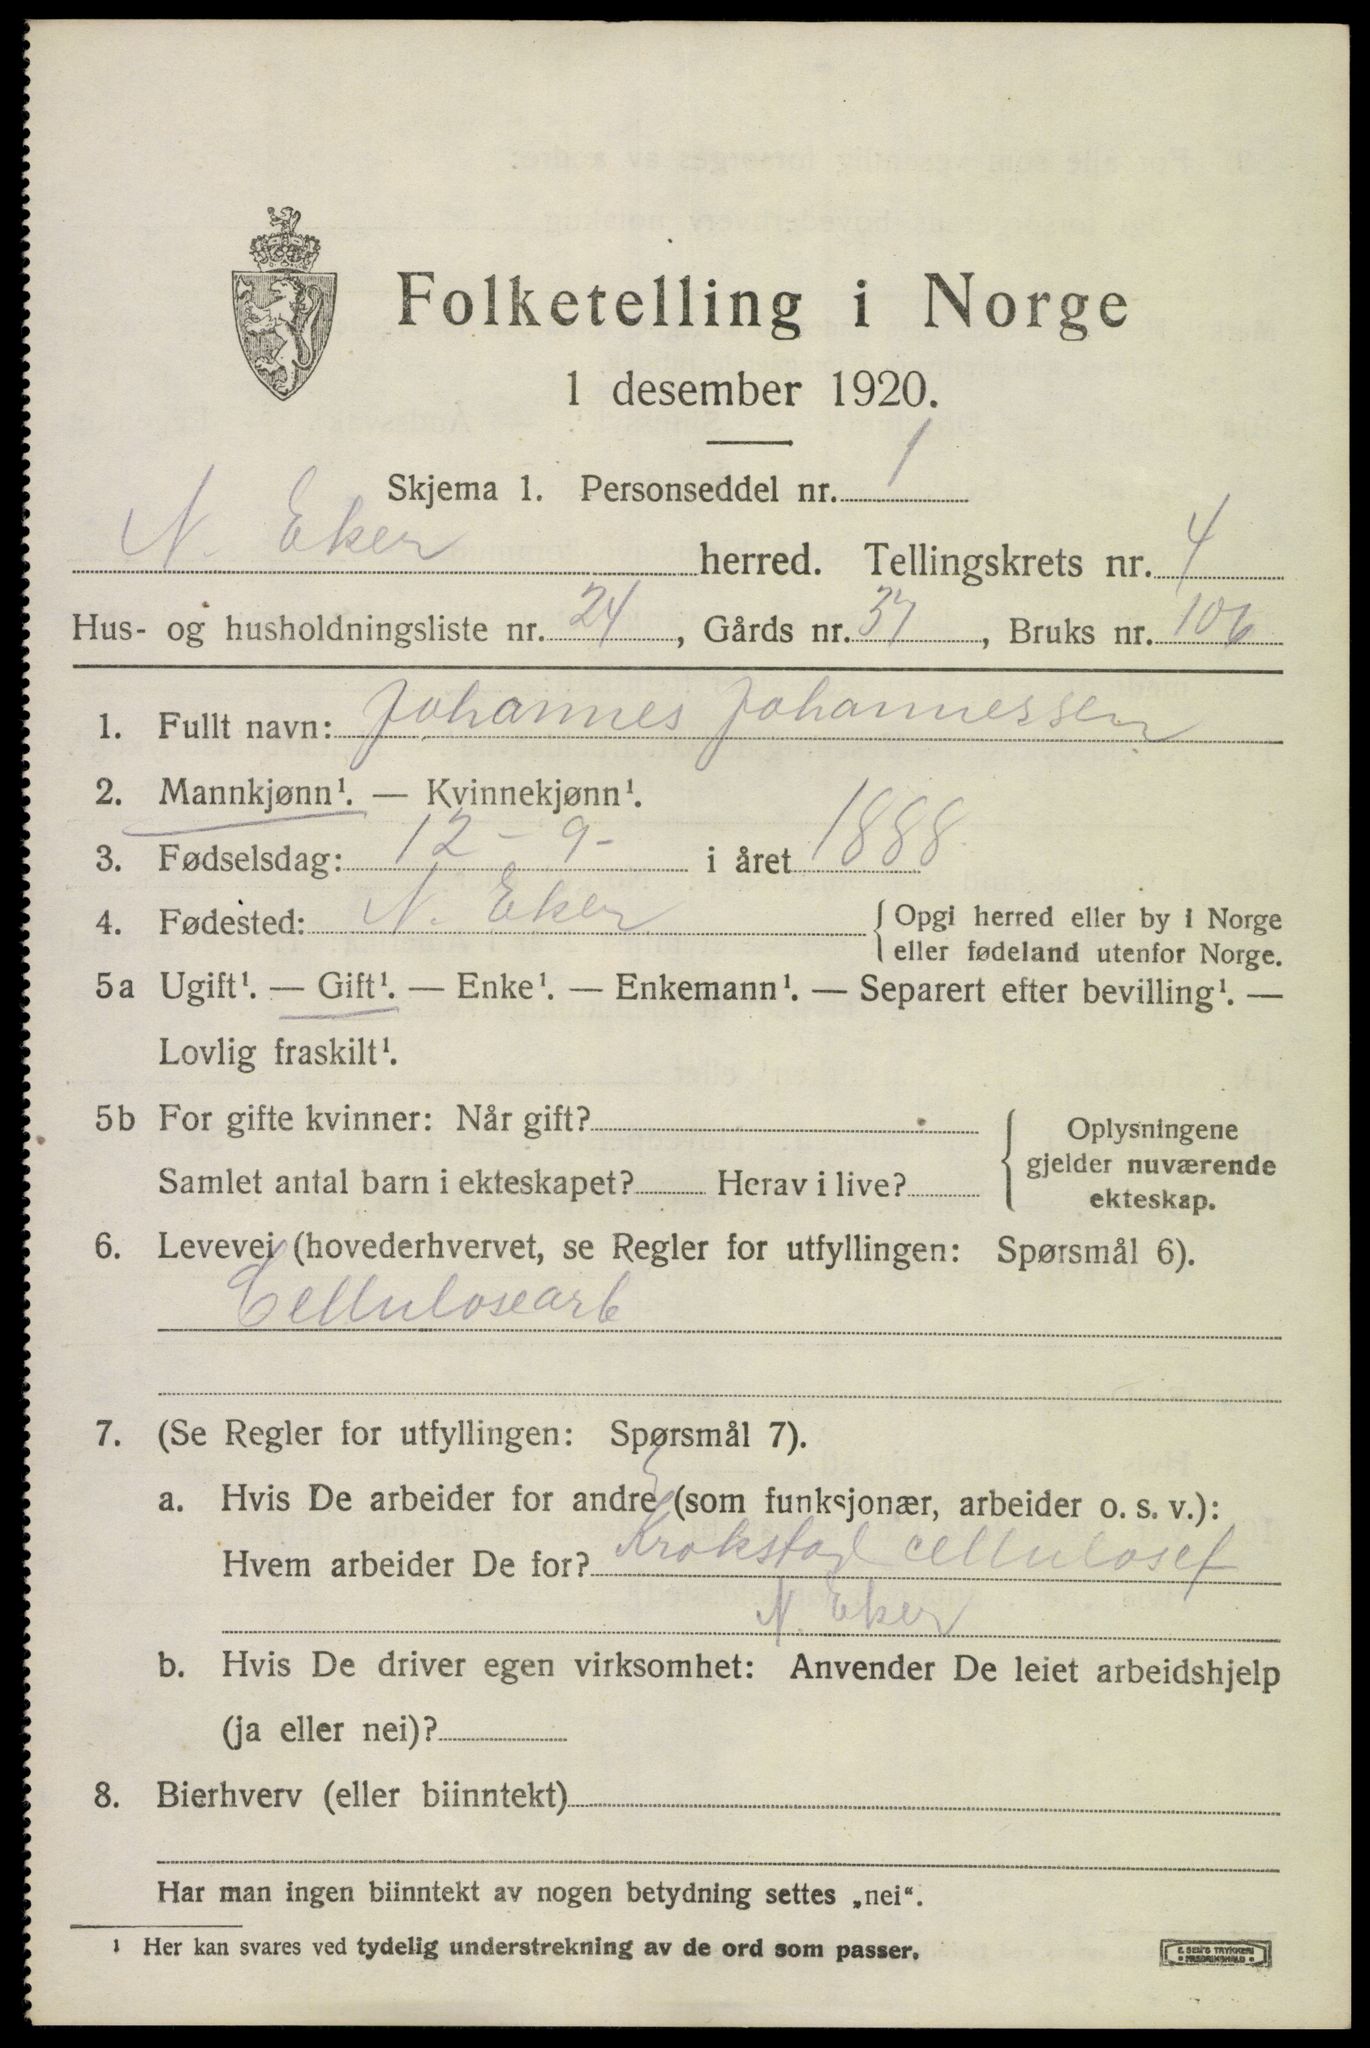 Folketelling i Norge
1 desember 1920.
Skjema 1. Personseddel nr. 1
N. Eker herred. Tellingskrets nr. 4
Hus- og husholdningsliste nr. 24, Gårds nr. 37, Bruks nr. 106
1. Fullt navn: Johannes Johannessen
2. Mannkjønn¹. — Kvinnekjønn¹.
3. Fødselsdag: 12 - 9 - i året 1888
4. Fødested: N. Eker { Opgi herred eller by i Norge
eller fødeland utenfor Norge.
5a Ugift¹. — Gift¹. — Enke¹. — Enkemann¹. — Separert efter bevilling¹. —
Lovlig fraskilt¹.
5b For gifte kvinner: Når gift?
Samlet antal barn i ekteskapet? Herav i live?
{ Oplysningene
gjelder nuværende
ekteskap.
6. Levevei (hovederhvervet, se Regler for utfyllingen: Spørsmål 6).
Cellulosearb
7. (Se Regler for utfyllingen: Spørsmål 7).
a. Hvis De arbeider for andre (som funksjonær, arbeider o. s. v.):
Hvem arbeider De for? Krokstad cellulosef
N. Eker
b. Hvis De driver egen virksomhet: Anvender De leiet arbeidshjelp
(ja eller nei)?
8. Bierhverv (eller biinntekt)
Har man ingen biinntekt av nogen betydning settes „nei“.
¹ Her kan svares ved tydelig understrekning av de ord som passer.
E. SEM'S TRYKKERI
• FREDRIKSHALD •